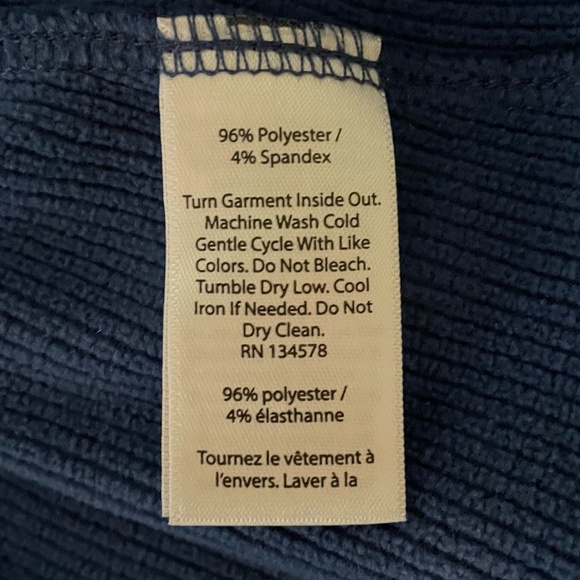 96% Polyester /
4% Spandex
Turn Garment Inside Out.
Machine Wash Cold
Gentle Cycle With Like
Colors. Do Not Bleach.
Tumble Dry Low. Cool
Iron If Needed. Do Not
Dry Clean.
RN 134578
96% polyester /
4% élasthanne
Tournez le vêtement à
l'envers. Laver à la